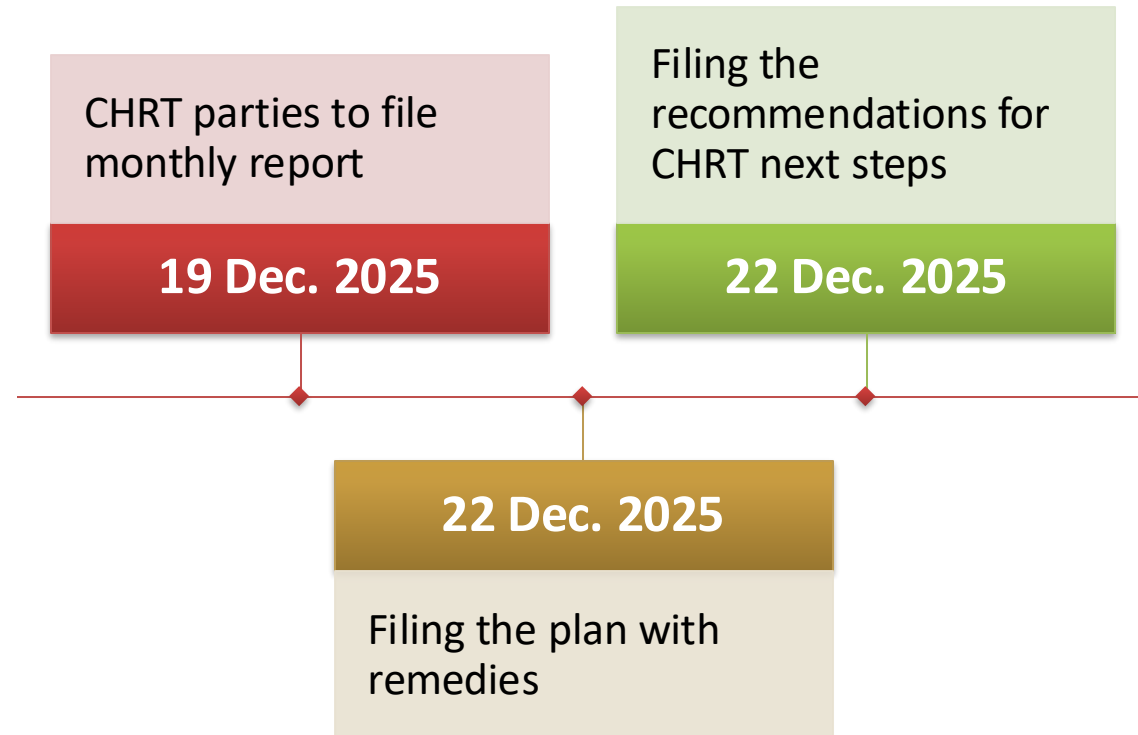 CHRT parties to file
monthly report
19 Dec. 2025
22 Dec. 2025
Filing the plan with
remedies
Filing the
recommendations for
CHRT next steps
22 Dec. 2025